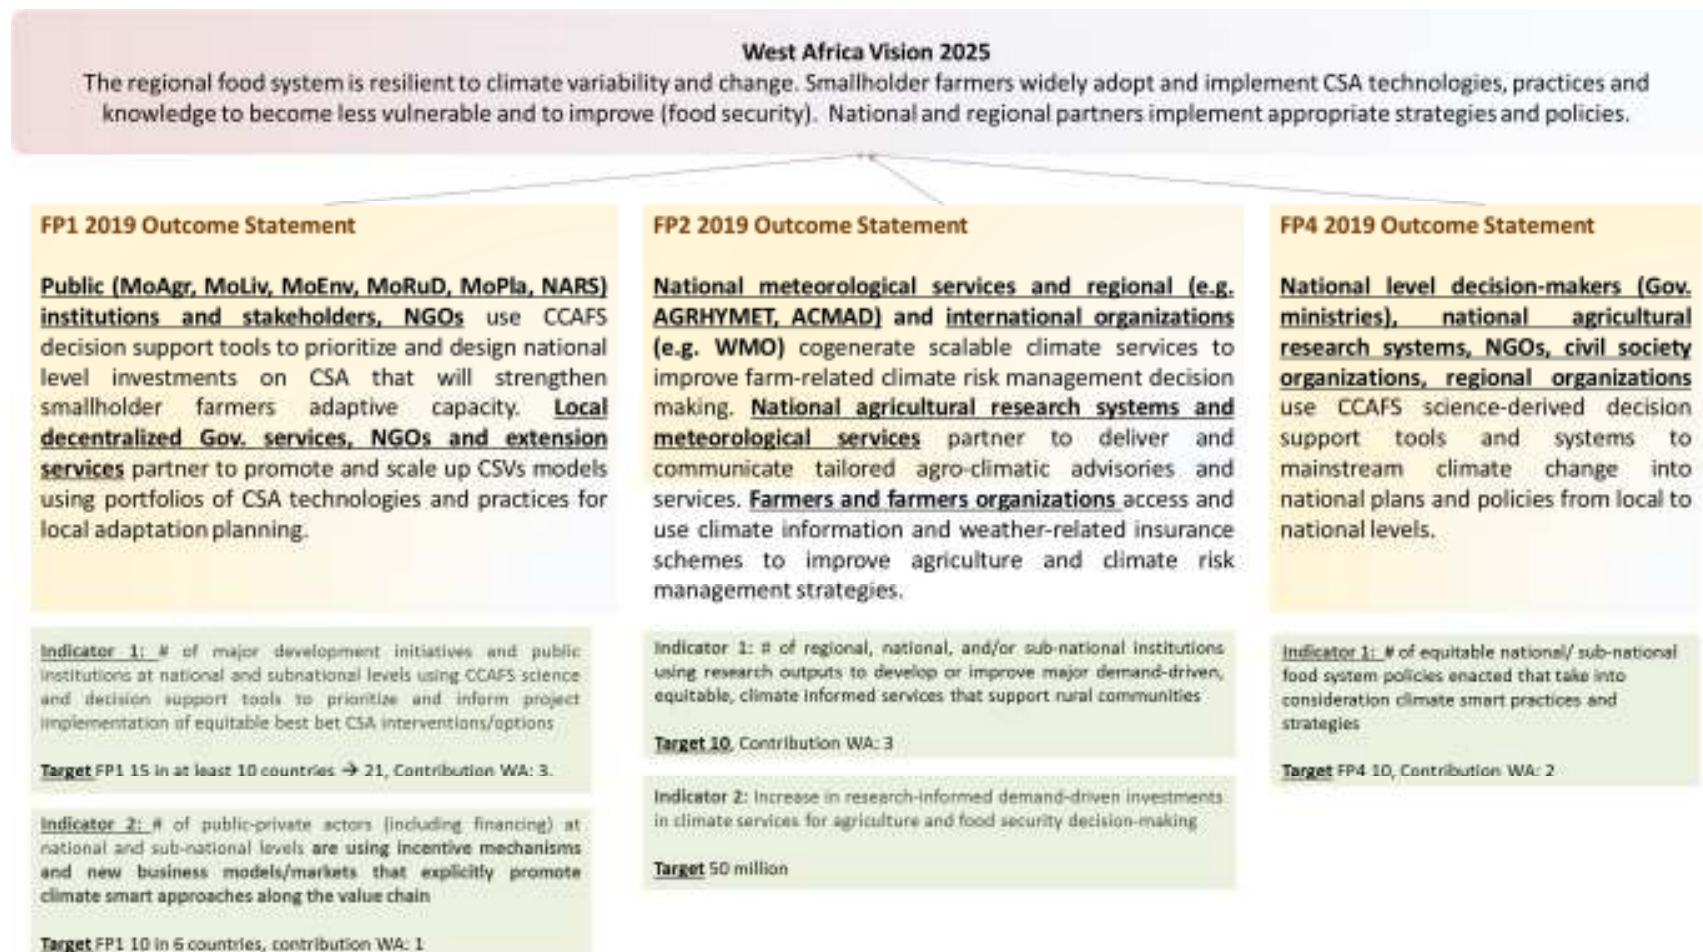 West Africa Vision 2025
The regional food system is resilient to climate variability and change. Smallholder farmers widely adopt and implement CSA technologies, practices and
knowledge to become less vulnerable and to improve (food security). National and regional partners implement appropriate strategies and policies.
FP1 2019 Outcome Statement
Public (MoAgr, MoLiv, MoEnv, MoRuD, MoPla, NARS)
institutions and stakeholders, NGOs use CCAFS
decision support tools to prioritize and design national
level investments on CSA that will strengthen
smallholder farmers adaptive capacity. Local
decentralized Gov. services, NGOs and extension
services partner to promote and scale up CSVs models
using portfolios of CSA technologies and practices for
local adaptation planning.
Indicator 1: # of major development initiatives and public
institutions at national and subnational levels using CCAFS science
and decision support tools to prioritize and inform project
implementation of equitable best bet CSA interventions/options
Target FP1 15 in at least 10 countries → 21, Contribution WA: 3.
Indicator 2: # of public-private actors (including financing) at
national and sub-national levels are using incentive mechanisms
and new business models/markets that explicitly promote
climate smart approaches along the value chain
Target FP1 10 in 6 countries, contribution WA: 1
FP2 2019 Outcome Statement
National meteorological services and regional (e.g.
AGRHYMET, ACMAD) and international organizations
(e.g. WMO) cogenerate scalable climate services to
improve farm-related climate risk management decision
making. National agricultural research systems and
meteorological services partner to deliver and
communicate tailored agro-climatic advisories and
services. Farmers and farmers organizations access and
use climate information and weather-related insurance
schemes to improve agriculture and climate risk
management strategies.
Indicator 1: # of regional, national, and/or sub-national institutions
using research outputs to develop or improve major demand-driven,
equitable, climate informed services that support rural communities
Target 10, Contribution WA: 3
Indicator 2: Increase in research-informed demand-driven investments
in climate services for agriculture and food security decision-making
Target 50 million
FP4 2019 Outcome Statement
National level decision-makers (Gov.
ministries), national agricultural
research systems, NGOs, civil society
organizations, regional organizations
use CCAFS science-derived decision
support tools and systems to
mainstream climate change into
national plans and policies from local to
national levels.
Indicator 1: # of equitable national/ sub-national
food system policies enacted that take into
consideration climate smart practices and
strategies
Target FP4 10, Contribution WA: 2